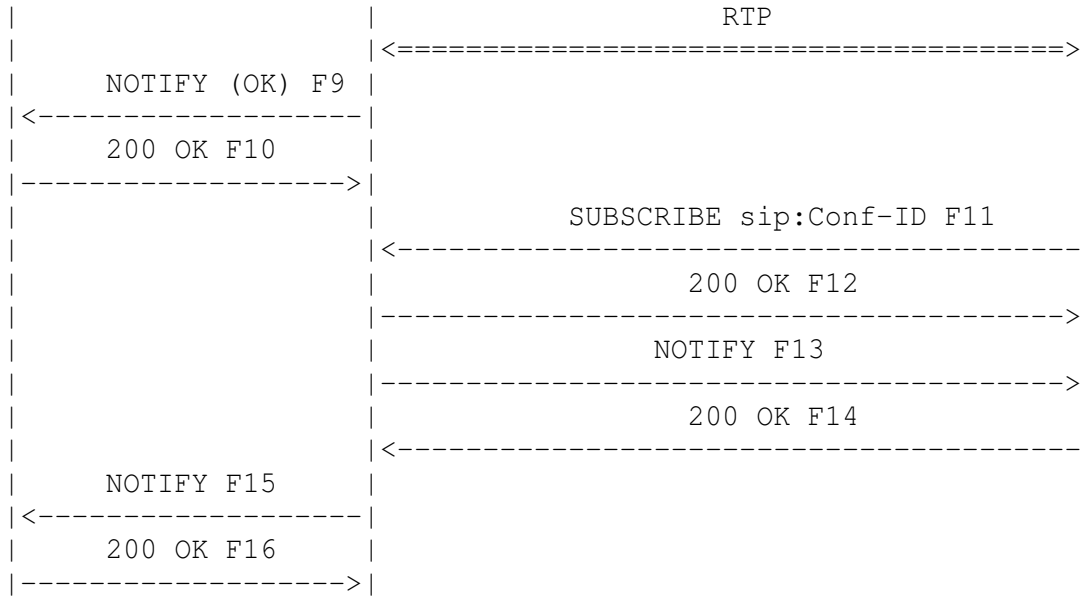 |                    |                    RTP
|                    |<=======================================>
|     NOTIFY (OK) F9 |
|<-------------------|
|     200 OK F10     |
|------------------->|
|                    |           SUBSCRIBE sip:Conf-ID F11
|                    |<----------------------------------------
|                    |                  200 OK F12
|                    |---------------------------------------->
|                    |                NOTIFY F13
|                    |---------------------------------------->
|                    |                  200 OK F14
|                    |<----------------------------------------
|     NOTIFY F15     |
|<-------------------|
|     200 OK F16     |
|------------------->|